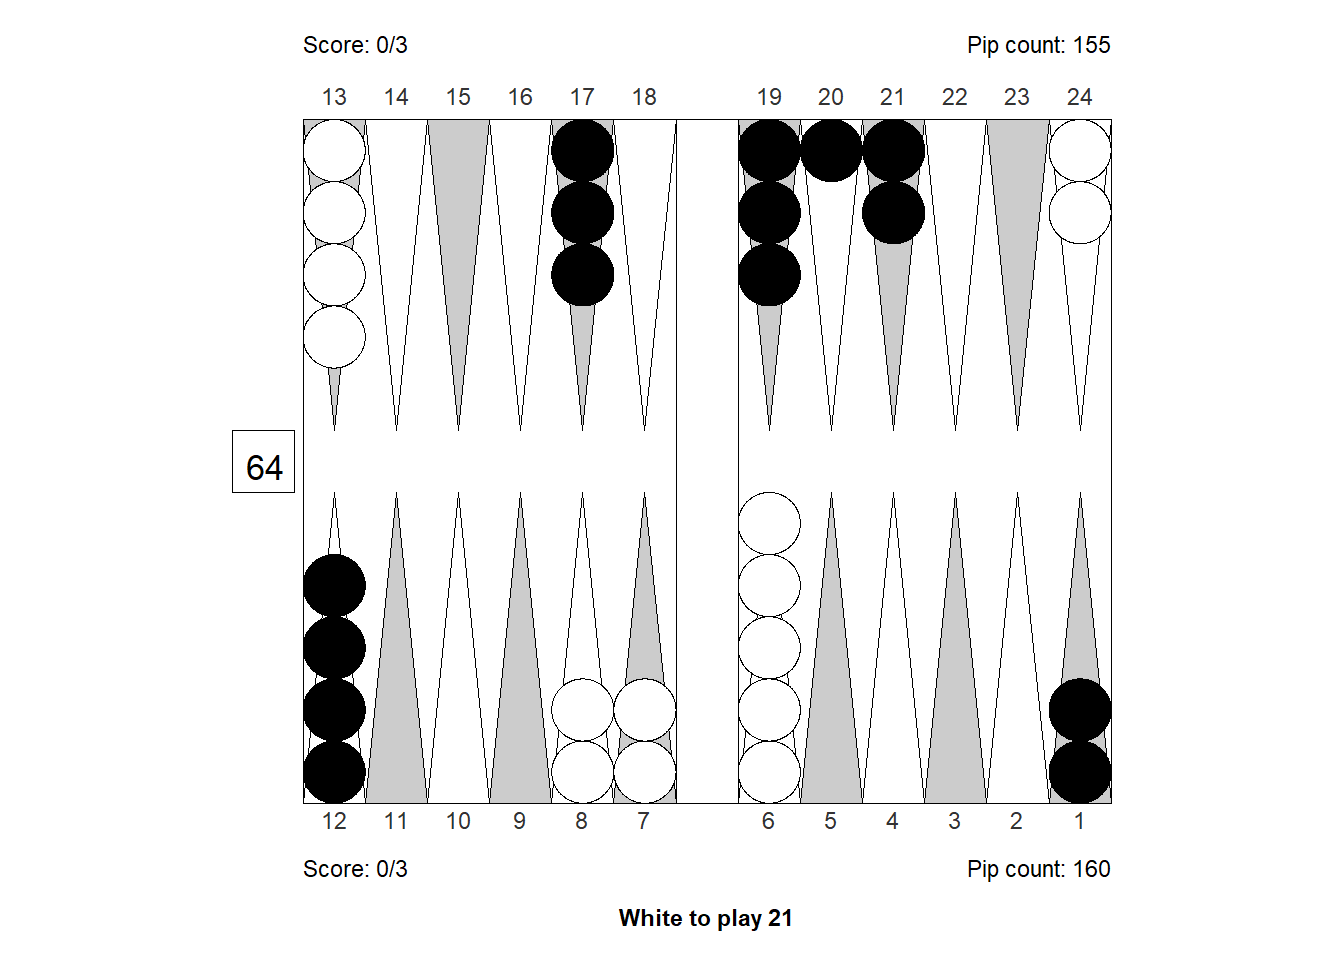 Score: 0/3 Pip count: 155
13 14 15 16 17 18 19 20 21 22 23 24
64
12 11 10 9 8 7 6 5 4 3 2 1
Score: 0/3 Pip count: 160
White to play 21